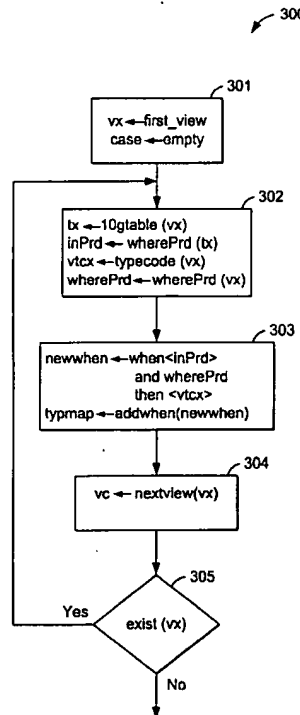 300
301
vx←first_view
case←empty
302
tx←10gtable (vx)
inPrd←wherePrd (tx)
vtcx←typecode (vx)
wherePrd←wherePrd (vx)
303
newwhen←when<inPrd>
and wherePrd
then <vtcx>
typmap←addwhen(newwhen)
304
vc←nextview(vx)
305
Yes
exist (vx)
No